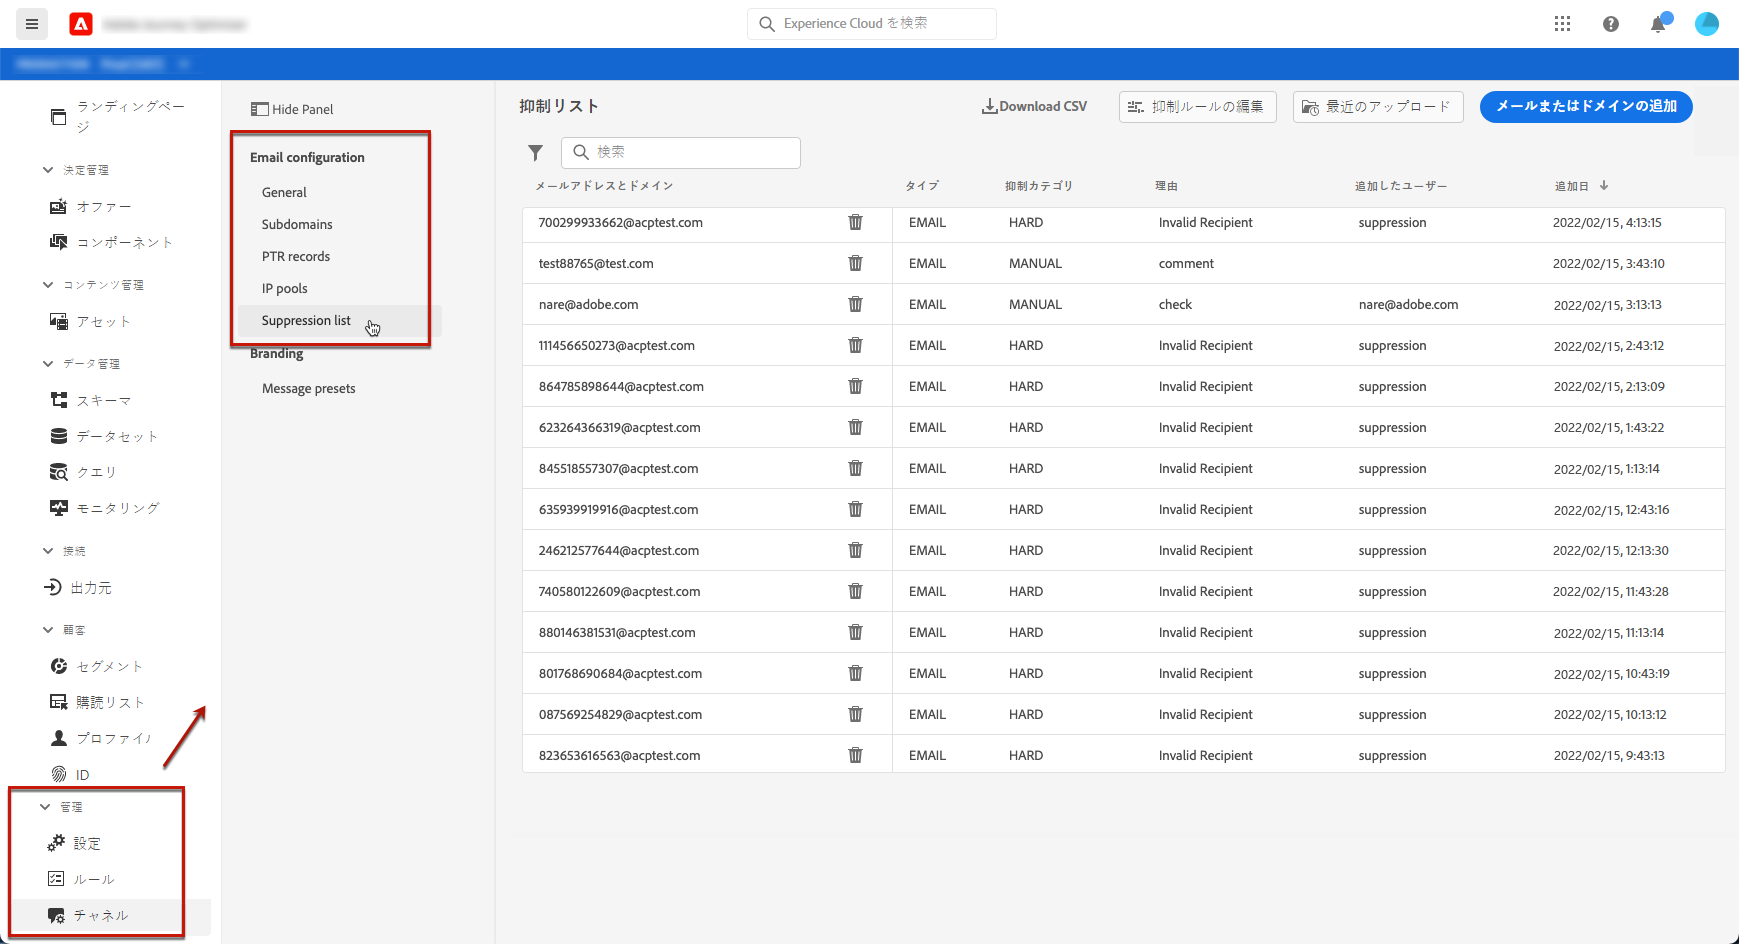 Experience Cloud を検索
ランディングペー
ジ
決定管理
オファー
コンポーネント
コンテンツ管理
アセット
データ管理
スキーマ
データセット
クエリ
モニタリング
接続
出力元
顧客
セグメント
購読リスト
プロファイル
ID
管理
設定
ルール
チャネル
Hide Panel
Email configuration
General
Subdomains
PTR records
IP pools
Suppression list
Branding
Message presets
抑制リスト
Download CSV
抑制ルールの編集
最近のアップロード
メールまたはドメインの追加
検索
メールアドレスとドメイン タイプ 抑制カテゴリ 理由 追加したユーザー 追加日
700299933662@acptest.com EMAIL HARD Invalid Recipient suppression 2022/02/15, 4:13:15
test88765@test.com EMAIL MANUAL comment 2022/02/15, 3:43:10
nare@adobe.com EMAIL MANUAL check nare@adobe.com 2022/02/15, 3:13:13
111456650273@acptest.com EMAIL HARD Invalid Recipient suppression 2022/02/15, 2:43:12
864785898644@acptest.com EMAIL HARD Invalid Recipient suppression 2022/02/15, 2:13:09
623264366319@acptest.com EMAIL HARD Invalid Recipient suppression 2022/02/15, 1:43:22
845518557307@acptest.com EMAIL HARD Invalid Recipient suppression 2022/02/15, 1:13:14
635939919916@acptest.com EMAIL HARD Invalid Recipient suppression 2022/02/15, 12:43:16
246212577644@acptest.com EMAIL HARD Invalid Recipient suppression 2022/02/15, 12:13:30
740580122609@acptest.com EMAIL HARD Invalid Recipient suppression 2022/02/15, 11:43:28
880146381531@acptest.com EMAIL HARD Invalid Recipient suppression 2022/02/15, 11:13:14
801768690684@acptest.com EMAIL HARD Invalid Recipient suppression 2022/02/15, 10:43:19
087569254829@acptest.com EMAIL HARD Invalid Recipient suppression 2022/02/15, 10:13:12
823653616563@acptest.com EMAIL HARD Invalid Recipient suppression 2022/02/15, 9:43:13